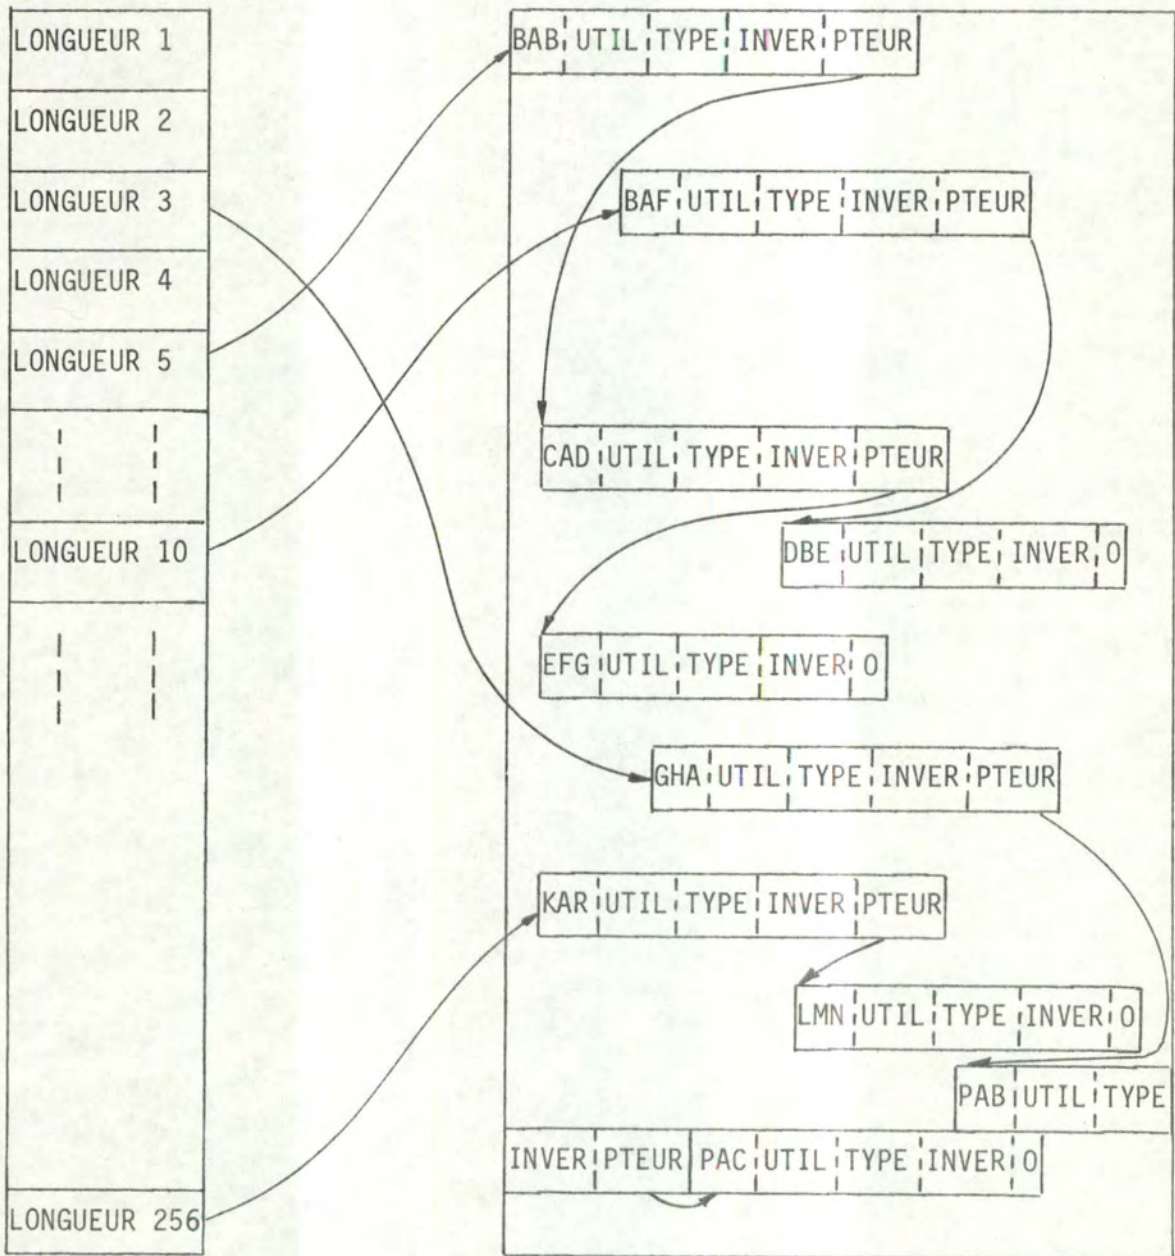 LONGUEUR 1
LONGUEUR 2
LONGUEUR 3
LONGUEUR 4
LONGUEUR 5
LONGUEUR 10
LONGUEUR 256
BAB UTIL TYPE INVER PTEUR
BAF UTIL TYPE INVER PTEUR
CAD UTIL TYPE INVER PTEUR
DBE UTIL TYPE INVER 0
EFG UTIL TYPE INVER 0
GHA UTIL TYPE INVER PTEUR
KAR UTIL TYPE INVER PTEUR
LMN UTIL TYPE INVER 0
PAB UTIL TYPE
INVER PTEUR PAC UTIL TYPE INVER 0